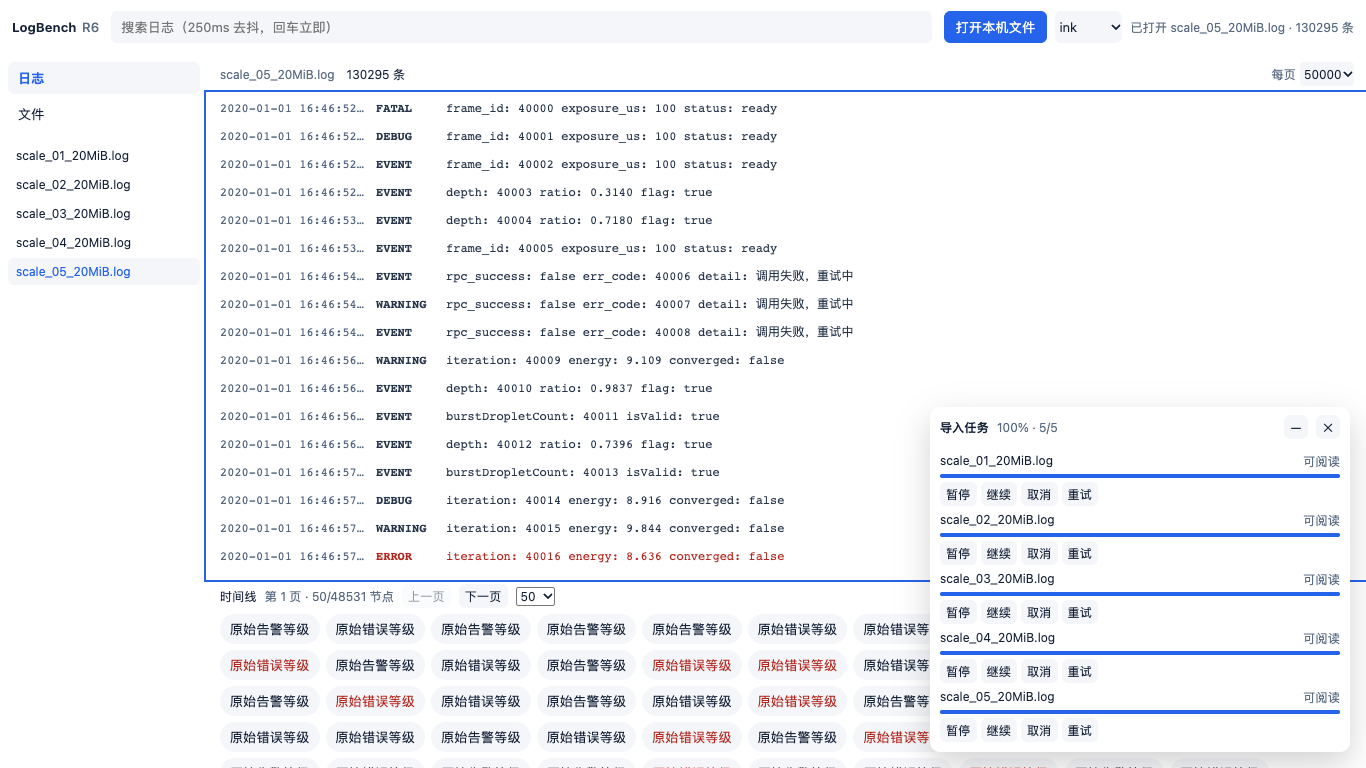 LogBench R6 搜索日志（250ms 去抖，回车立即） 打开本机文件 ink 已打开 scale_05_20MiB.log · 130295 条
日志
文件
scale_01_20MiB.log
scale_02_20MiB.log
scale_03_20MiB.log
scale_04_20MiB.log
scale_05_20MiB.log
scale_05_20MiB.log 130295 条 每页 50000
2020-01-01 16:46:52… FATAL frame_id: 40000 exposure_us: 100 status: ready
2020-01-01 16:46:52… DEBUG frame_id: 40001 exposure_us: 100 status: ready
2020-01-01 16:46:52… EVENT frame_id: 40002 exposure_us: 100 status: ready
2020-01-01 16:46:52… EVENT depth: 40003 ratio: 0.3140 flag: true
2020-01-01 16:46:53… EVENT depth: 40004 ratio: 0.7180 flag: true
2020-01-01 16:46:53… EVENT frame_id: 40005 exposure_us: 100 status: ready
2020-01-01 16:46:54… EVENT rpc_success: false err_code: 40006 detail: 调用失败，重试中
2020-01-01 16:46:54… WARNING rpc_success: false err_code: 40007 detail: 调用失败，重试中
2020-01-01 16:46:54… EVENT rpc_success: false err_code: 40008 detail: 调用失败，重试中
2020-01-01 16:46:56… WARNING iteration: 40009 energy: 9.109 converged: false
2020-01-01 16:46:56… EVENT depth: 40010 ratio: 0.9837 flag: true
2020-01-01 16:46:56… EVENT burstDropletCount: 40011 isValid: true
2020-01-01 16:46:56… EVENT depth: 40012 ratio: 0.7396 flag: true
2020-01-01 16:46:57… EVENT burstDropletCount: 40013 isValid: true
2020-01-01 16:46:57… DEBUG iteration: 40014 energy: 8.916 converged: false
2020-01-01 16:46:57… WARNING iteration: 40015 energy: 9.844 converged: false
2020-01-01 16:46:57… ERROR iteration: 40016 energy: 8.636 converged: false
时间线 第 1 页 · 50/48531 节点 上一页 下一页 50
原始告警等级 原始错误等级 原始告警等级 原始告警等级 原始告警等级 原始错误等级 原始错误等
原始错误等级 原始告警等级 原始错误等级 原始告警等级 原始错误等级 原始错误等级 原始错误等
原始告警等级 原始错误等级 原始告警等级 原始告警等级 原始错误等级 原始错误等级 原始告警等
原始错误等级 原始错误等级 原始告警等级 原始错误等级 原始错误等级 原始告警等级 原始错误等
导入任务 100% · 5/5
scale_01_20MiB.log 可阅读
暂停 继续 取消 重试
scale_02_20MiB.log 可阅读
暂停 继续 取消 重试
scale_03_20MiB.log 可阅读
暂停 继续 取消 重试
scale_04_20MiB.log 可阅读
暂停 继续 取消 重试
scale_05_20MiB.log 可阅读
暂停 继续 取消 重试